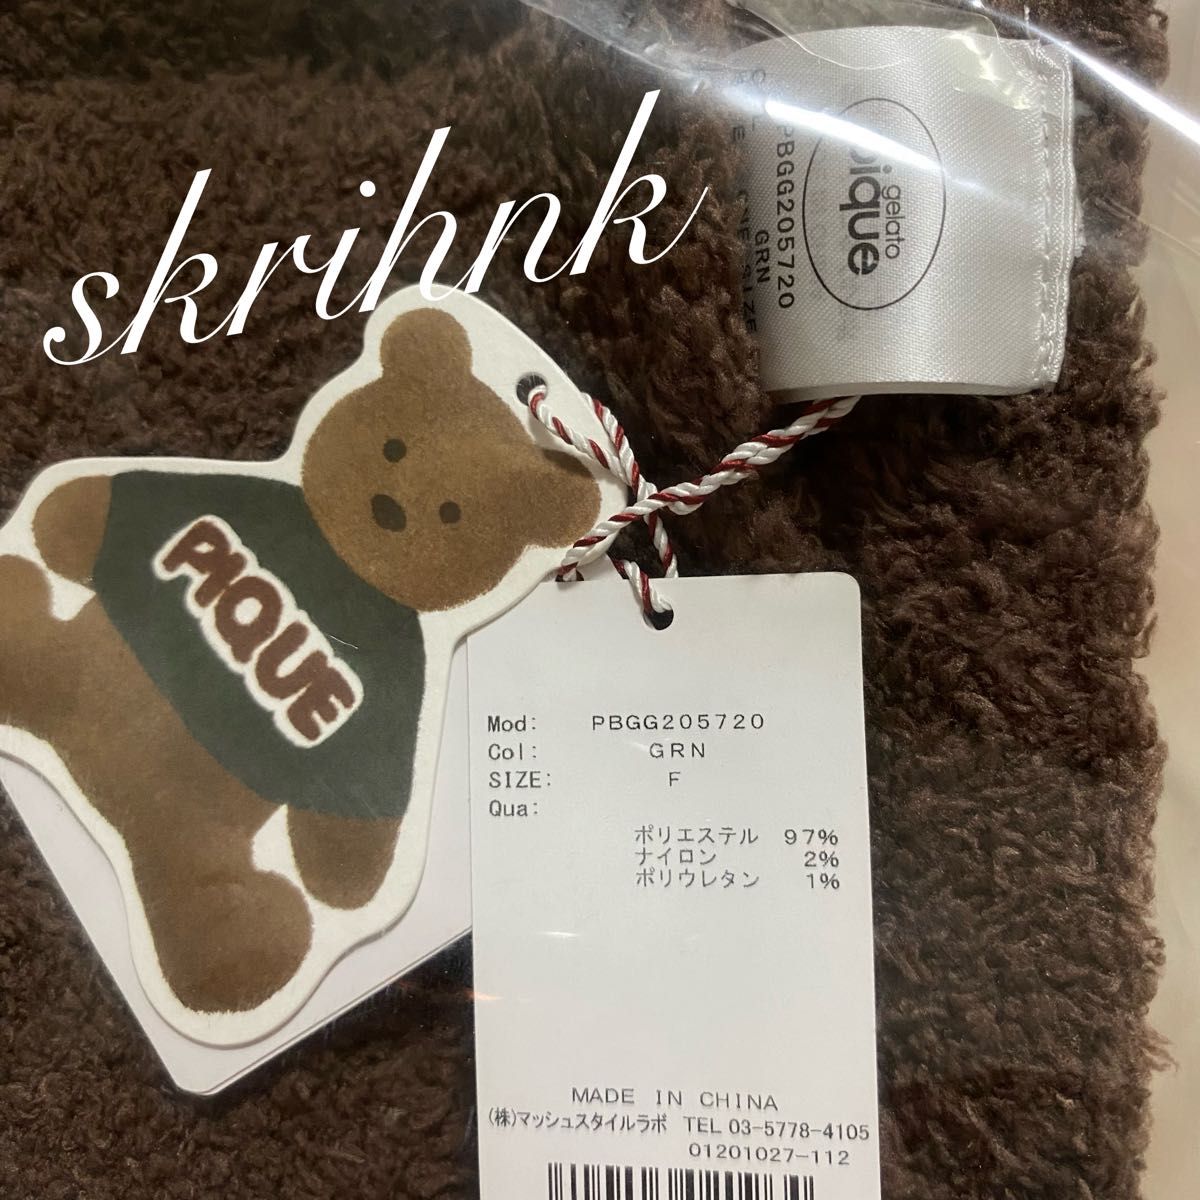 skrihnk
gelato
pique
PBGG205720
GRN
ONE SIZE
PIQUE
Mod: PBGG205720
Col: GRN
SIZE: F
Qua:
ポリエステル 97%
ナイロン 2%
ポリウレタン 1%
MADE IN CHINA
(株)マッシュスタイルラボ TEL 03-5778-4105
01201027-112